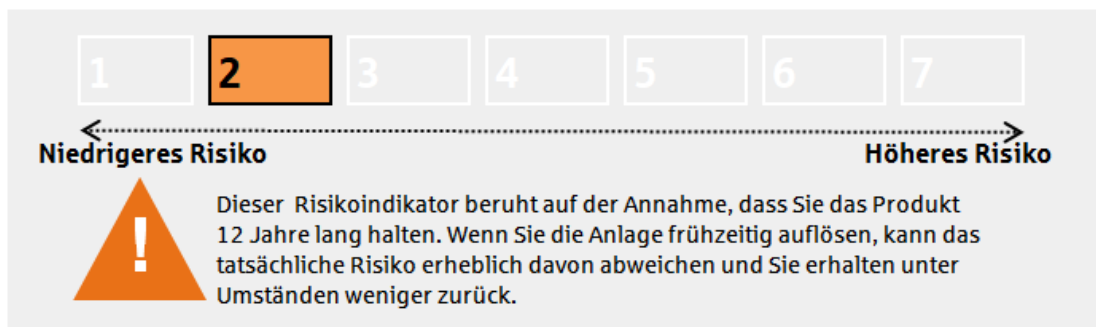 1 2 3 4 5 6 7
Niedrigeres Risiko Höheres Risiko
!
Dieser Risikoindikator beruht auf der Annahme, dass Sie das Produkt
12 Jahre lang halten. Wenn Sie die Anlage frühzeitig auflösen, kann das
tatsächliche Risiko erheblich davon abweichen und Sie erhalten unter
Umständen weniger zurück.